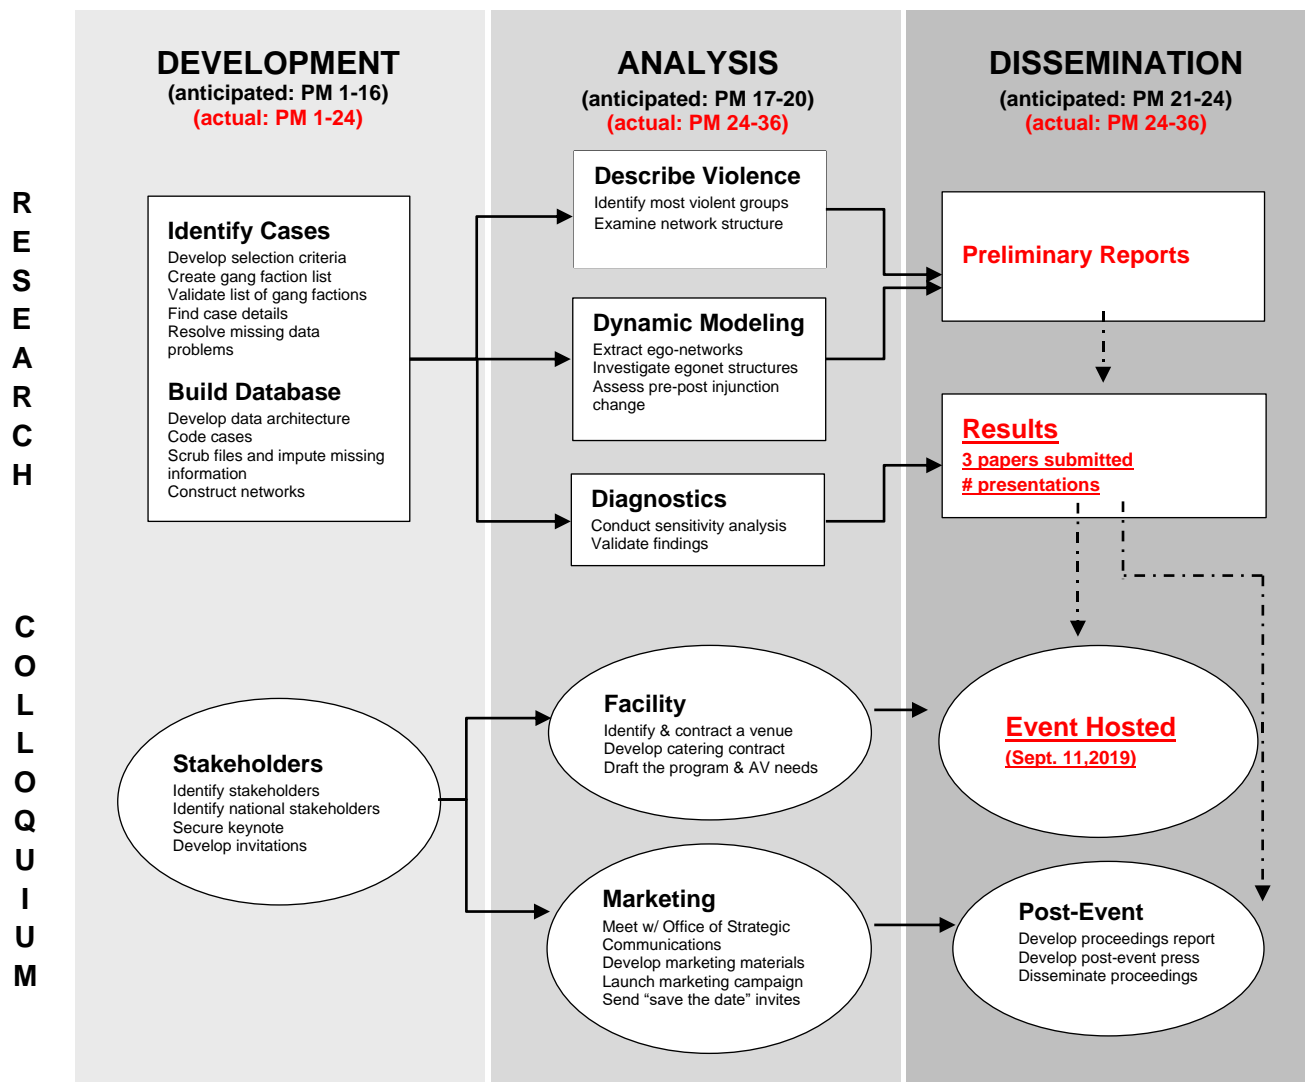 DEVELOPMENT
(anticipated: PM 1-16)
(actual: PM 1-24)
ANALYSIS
(anticipated: PM 17-20)
(actual: PM 24-36)
DISSEMINATION
(anticipated: PM 21-24)
(actual: PM 24-36)
R
E
S
E
A
R
C
H
Identify Cases
Develop selection criteria
Create gang faction list
Validate list of gang factions
Find case details
Resolve missing data
problems
Build Database
Develop data architecture
Code cases
Scrub files and impute missing
information
Construct networks
Describe Violence
Identify most violent groups
Examine network structure
Dynamic Modeling
Extract ego-networks
Investigate egonet structures
Assess pre-post injunction
change
Diagnostics
Conduct sensitivity analysis
Validate findings
Preliminary Reports
Results
3 papers submitted
# presentations
C
O
L
L
O
Q
U
I
U
M
Stakeholders
Identify stakeholders
Identify national stakeholders
Secure keynote
Develop invitations
Facility
Identify & contract a venue
Develop catering contract
Draft the program & AV needs
Marketing
Meet w/ Office of Strategic
Communications
Develop marketing materials
Launch marketing campaign
Send “save the date” invites
Event Hosted
(Sept. 11,2019)
Post-Event
Develop proceedings report
Develop post-event press
Disseminate proceedings